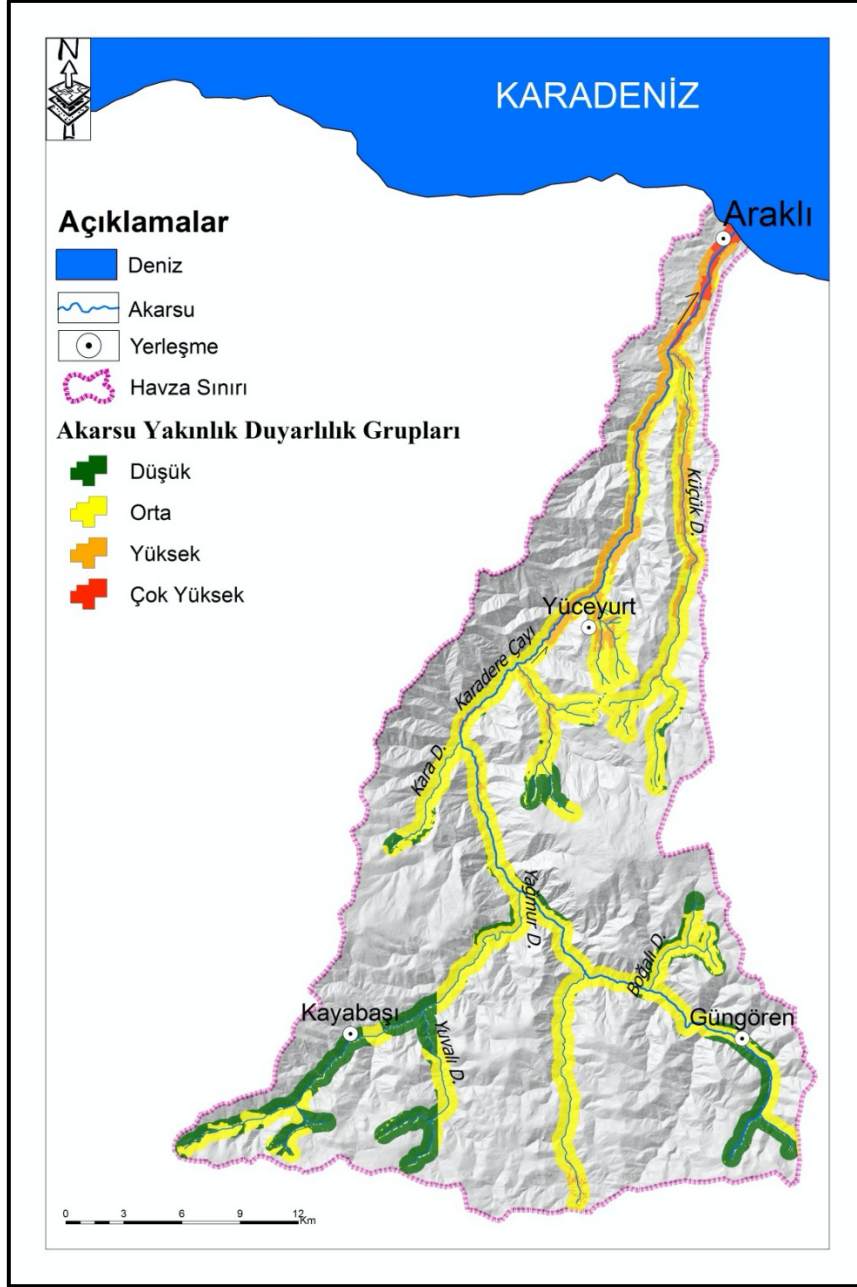 N
KARADENİZ
Araklı
Açıklamalar
Deniz
Akarsu
Yerleşme
Havza Sınırı
Akarsu Yakınlık Duyarlılık Grupları
Düşük
Orta
Yüksek
Çok Yüksek
Küçük D.
Yüceyurt
Karadere Çayı
Kara D.
Yağmur D.
Boğalı D.
Kayabaşı
Güngören
Yuvalı D.
0 3 6 9 12
Km